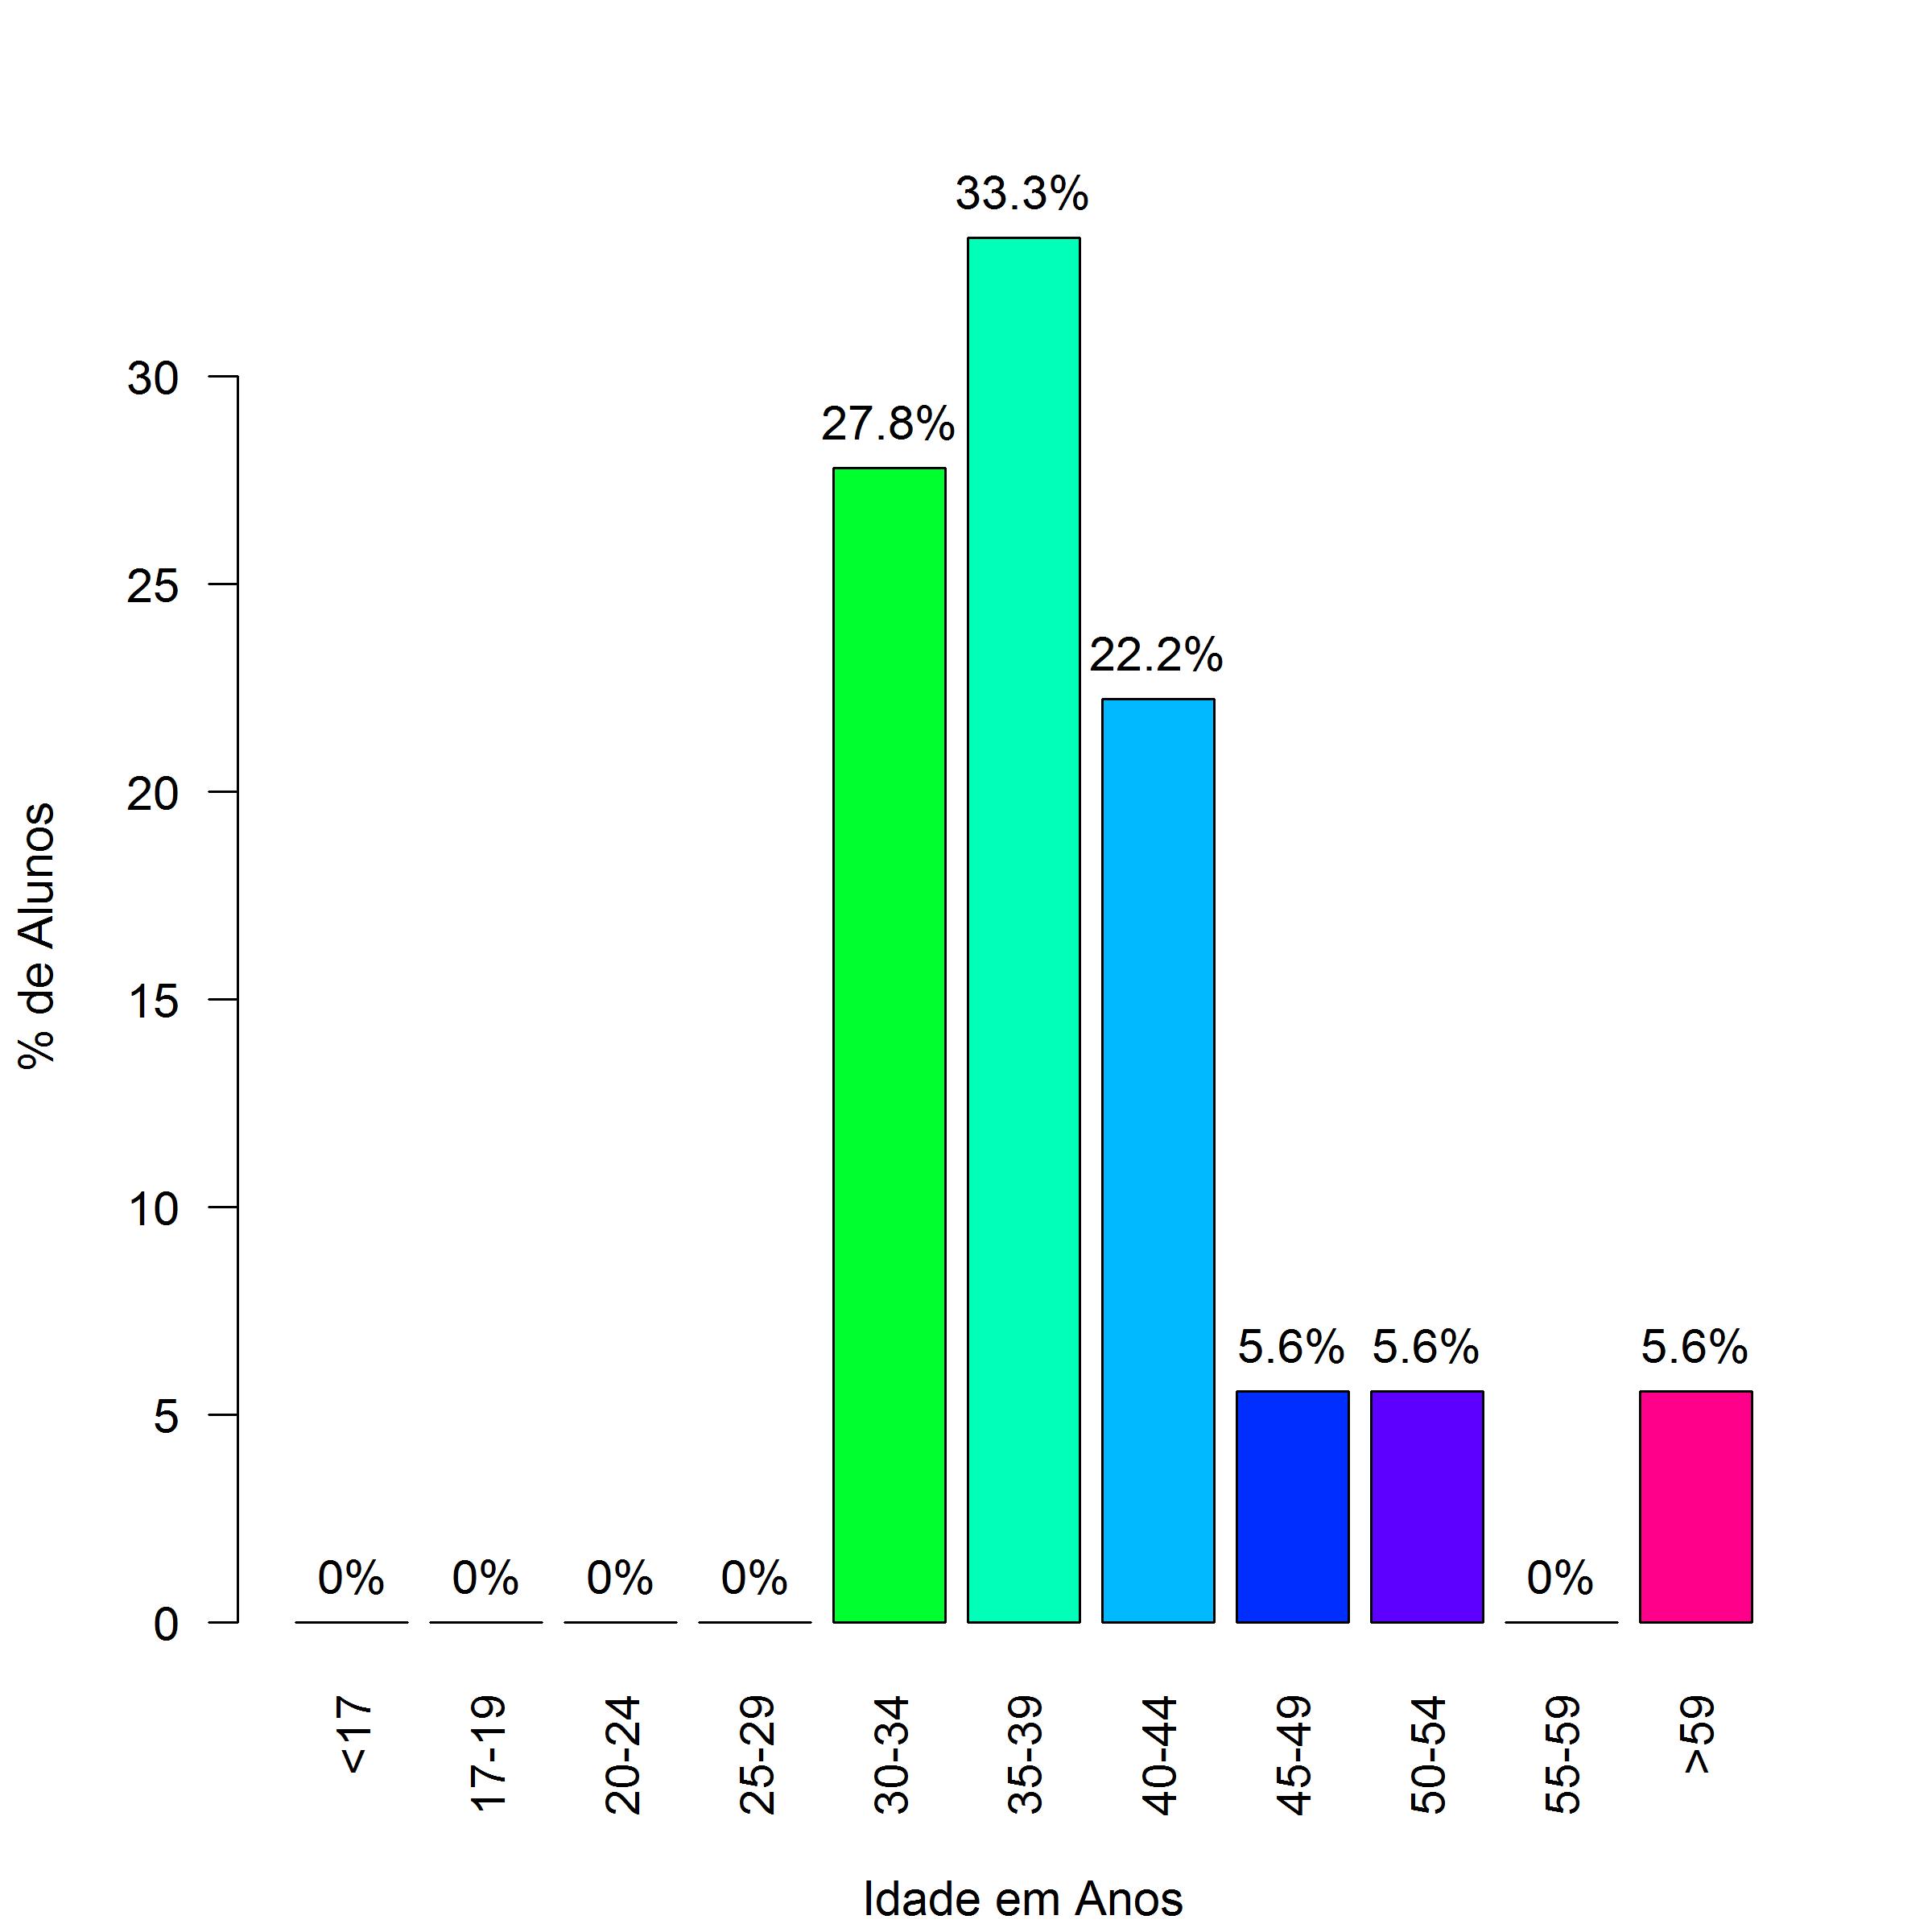 33.3%
27.8%
22.2%
5.6% 5.6% 5.6%
0% 0% 0% 0% 0%
30
25
20
15
10
5
0
% de Alunos
<17 17-19 20-24 25-29 30-34 35-39 40-44 45-49 50-54 55-59 >59
Idade em Anos